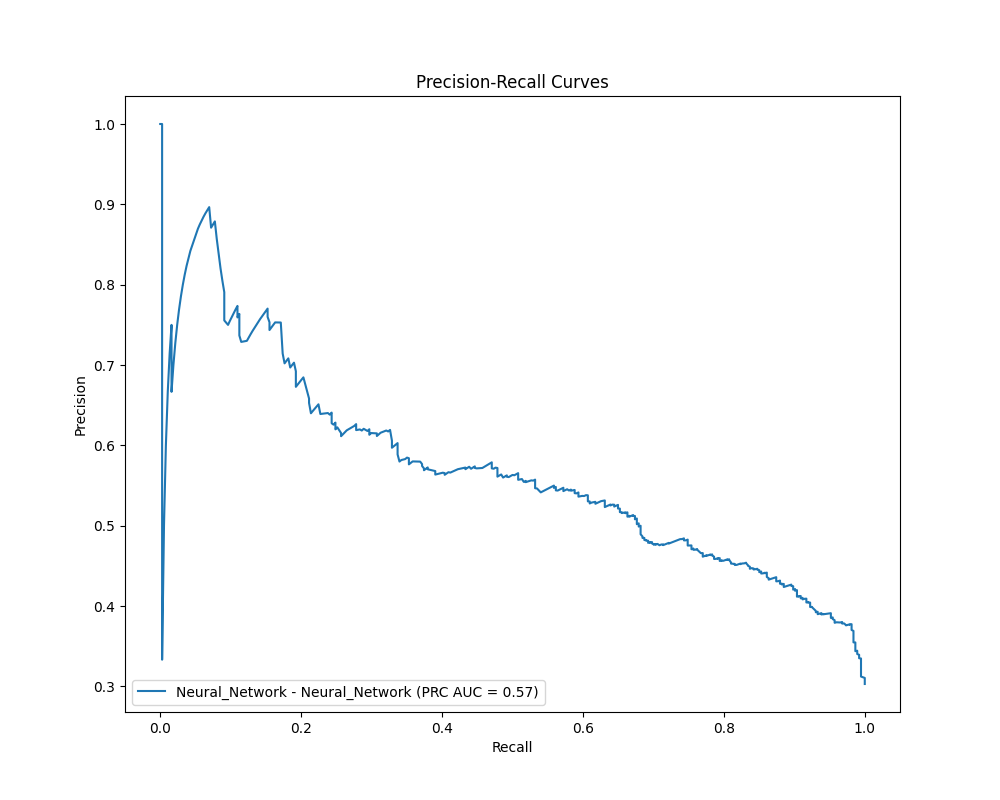 Precision-Recall Curves
1.0
0.9
0.8
0.7
0.6
0.5
0.4
0.3
Precision
Neural_Network - Neural_Network (PRC AUC = 0.57)
0.0 0.2 0.4 0.6 0.8 1.0
Recall